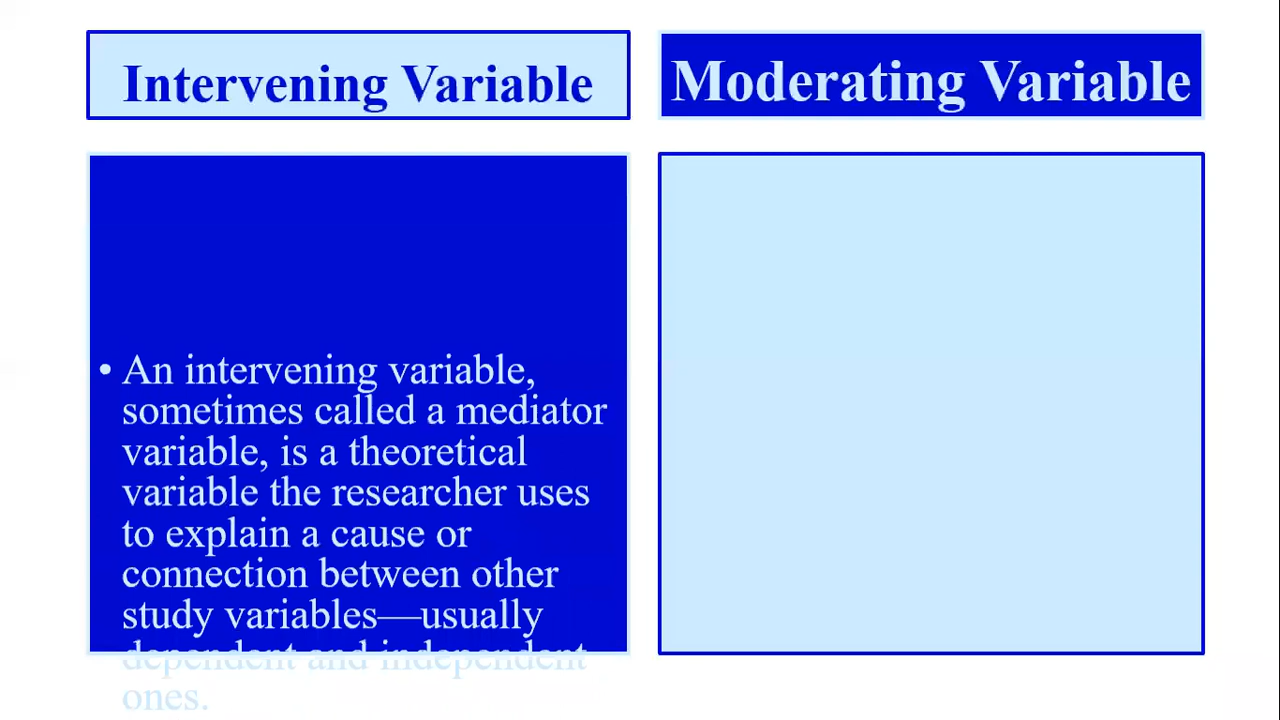 Intervening Variable
Moderating Variable
• An intervening variable,
sometimes called a mediator
variable, is a theoretical
variable the researcher uses
to explain a cause or
connection between other
study variables—usually
dependent and independent
ones.